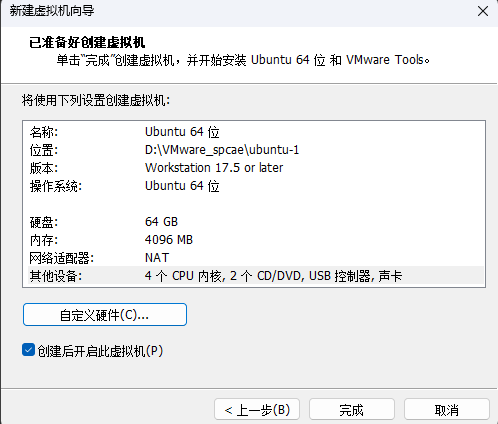 新建虚拟机向导
已准备好创建虚拟机
单击“完成”创建虚拟机，并开始安装 Ubuntu 64 位 和 VMware Tools。
将使用下列设置创建虚拟机:
名称: Ubuntu 64 位
位置: D:\VMware_spcae\ubuntu-1
版本: Workstation 17.5 or later
操作系统: Ubuntu 64 位
硬盘: 64 GB
内存: 4096 MB
网络适配器: NAT
其他设备: 4 个 CPU 内核, 2 个 CD/DVD, USB 控制器, 声卡
自定义硬件(C)...
创建后开启此虚拟机(P)
< 上一步(B) 完成 取消